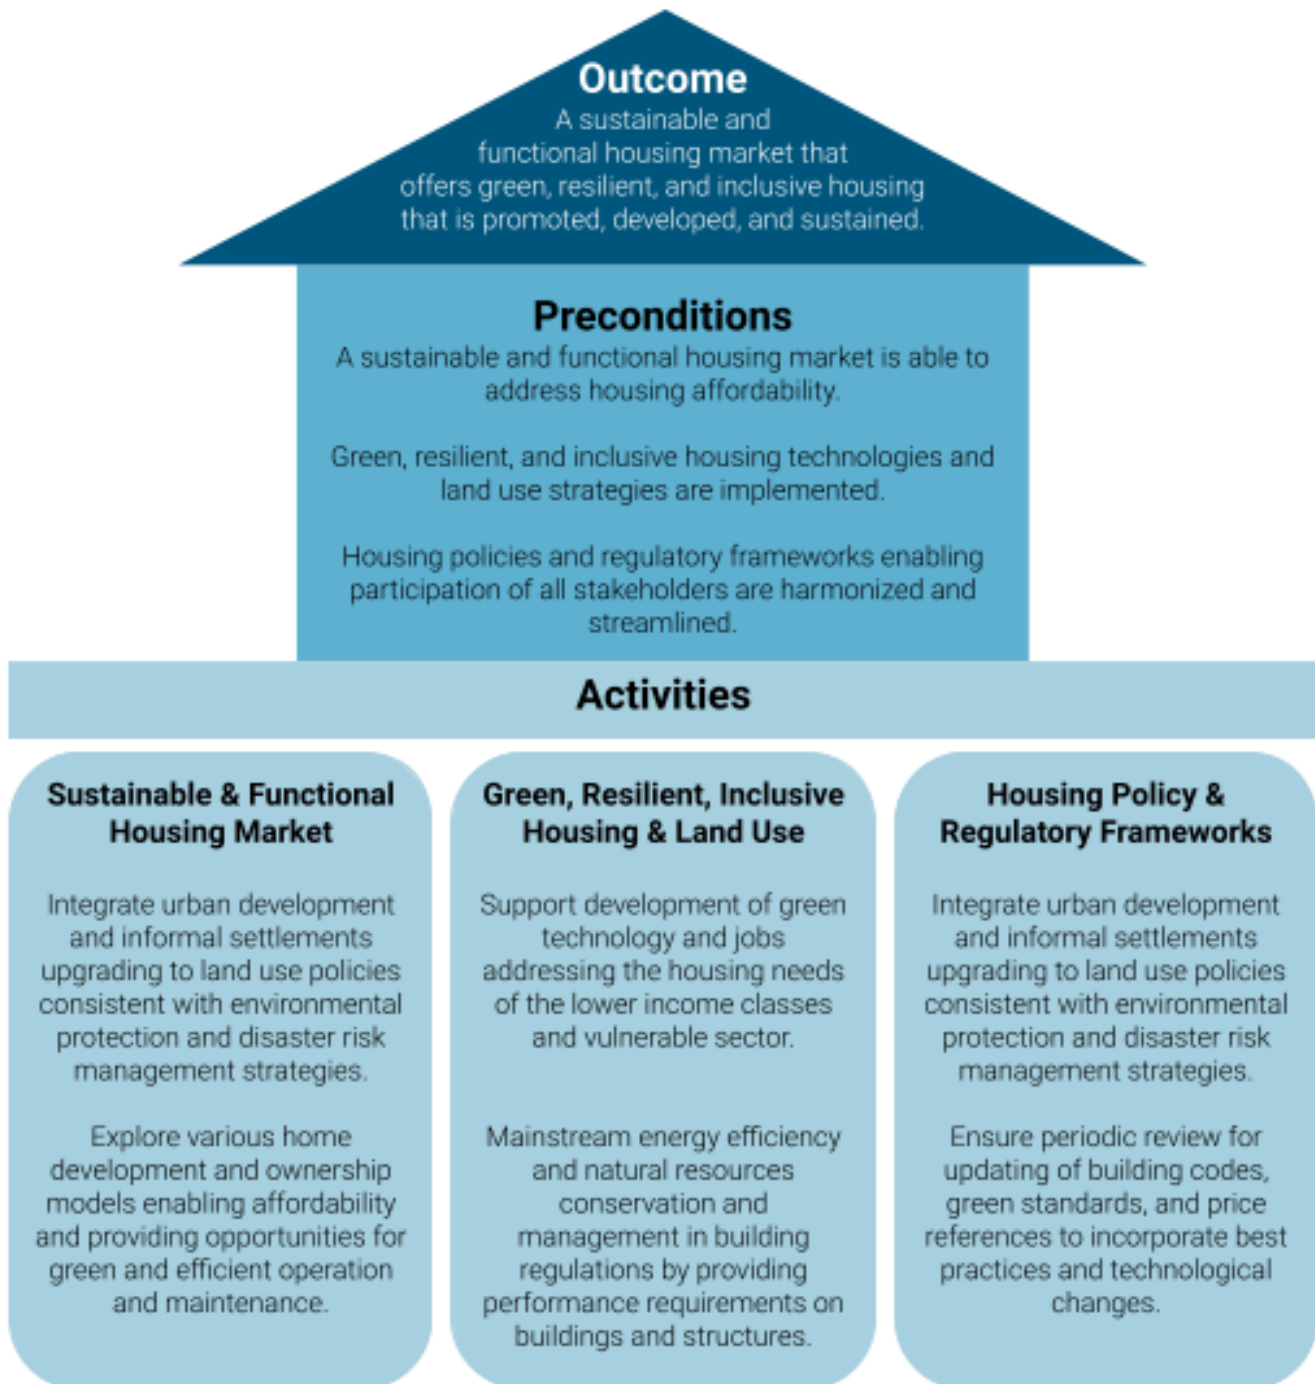 Outcome
A sustainable and
functional housing market that
offers green, resilient, and inclusive housing
that is promoted, developed, and sustained.
Preconditions
A sustainable and functional housing market is able to
address housing affordability.
Green, resilient, and inclusive housing technologies and
land use strategies are implemented.
Housing policies and regulatory frameworks enabling
participation of all stakeholders are harmonized and
streamlined.
Activities
Sustainable & Functional
Housing Market
Integrate urban development
and informal settlements
upgrading to land use policies
consistent with environmental
protection and disaster risk
management strategies.
Explore various home
development and ownership
models enabling affordability
and providing opportunities for
green and efficient operation
and maintenance.
Green, Resilient, Inclusive
Housing & Land Use
Support development of green
technology and jobs
addressing the housing needs
of the lower income classes
and vulnerable sector.
Mainstream energy efficiency
and natural resources
conservation and
management in building
regulations by providing
performance requirements on
buildings and structures.
Housing Policy &
Regulatory Frameworks
Integrate urban development
and informal settlements
upgrading to land use policies
consistent with environmental
protection and disaster risk
management strategies.
Ensure periodic review for
updating of building codes,
green standards, and price
references to incorporate best
practices and technological
changes.